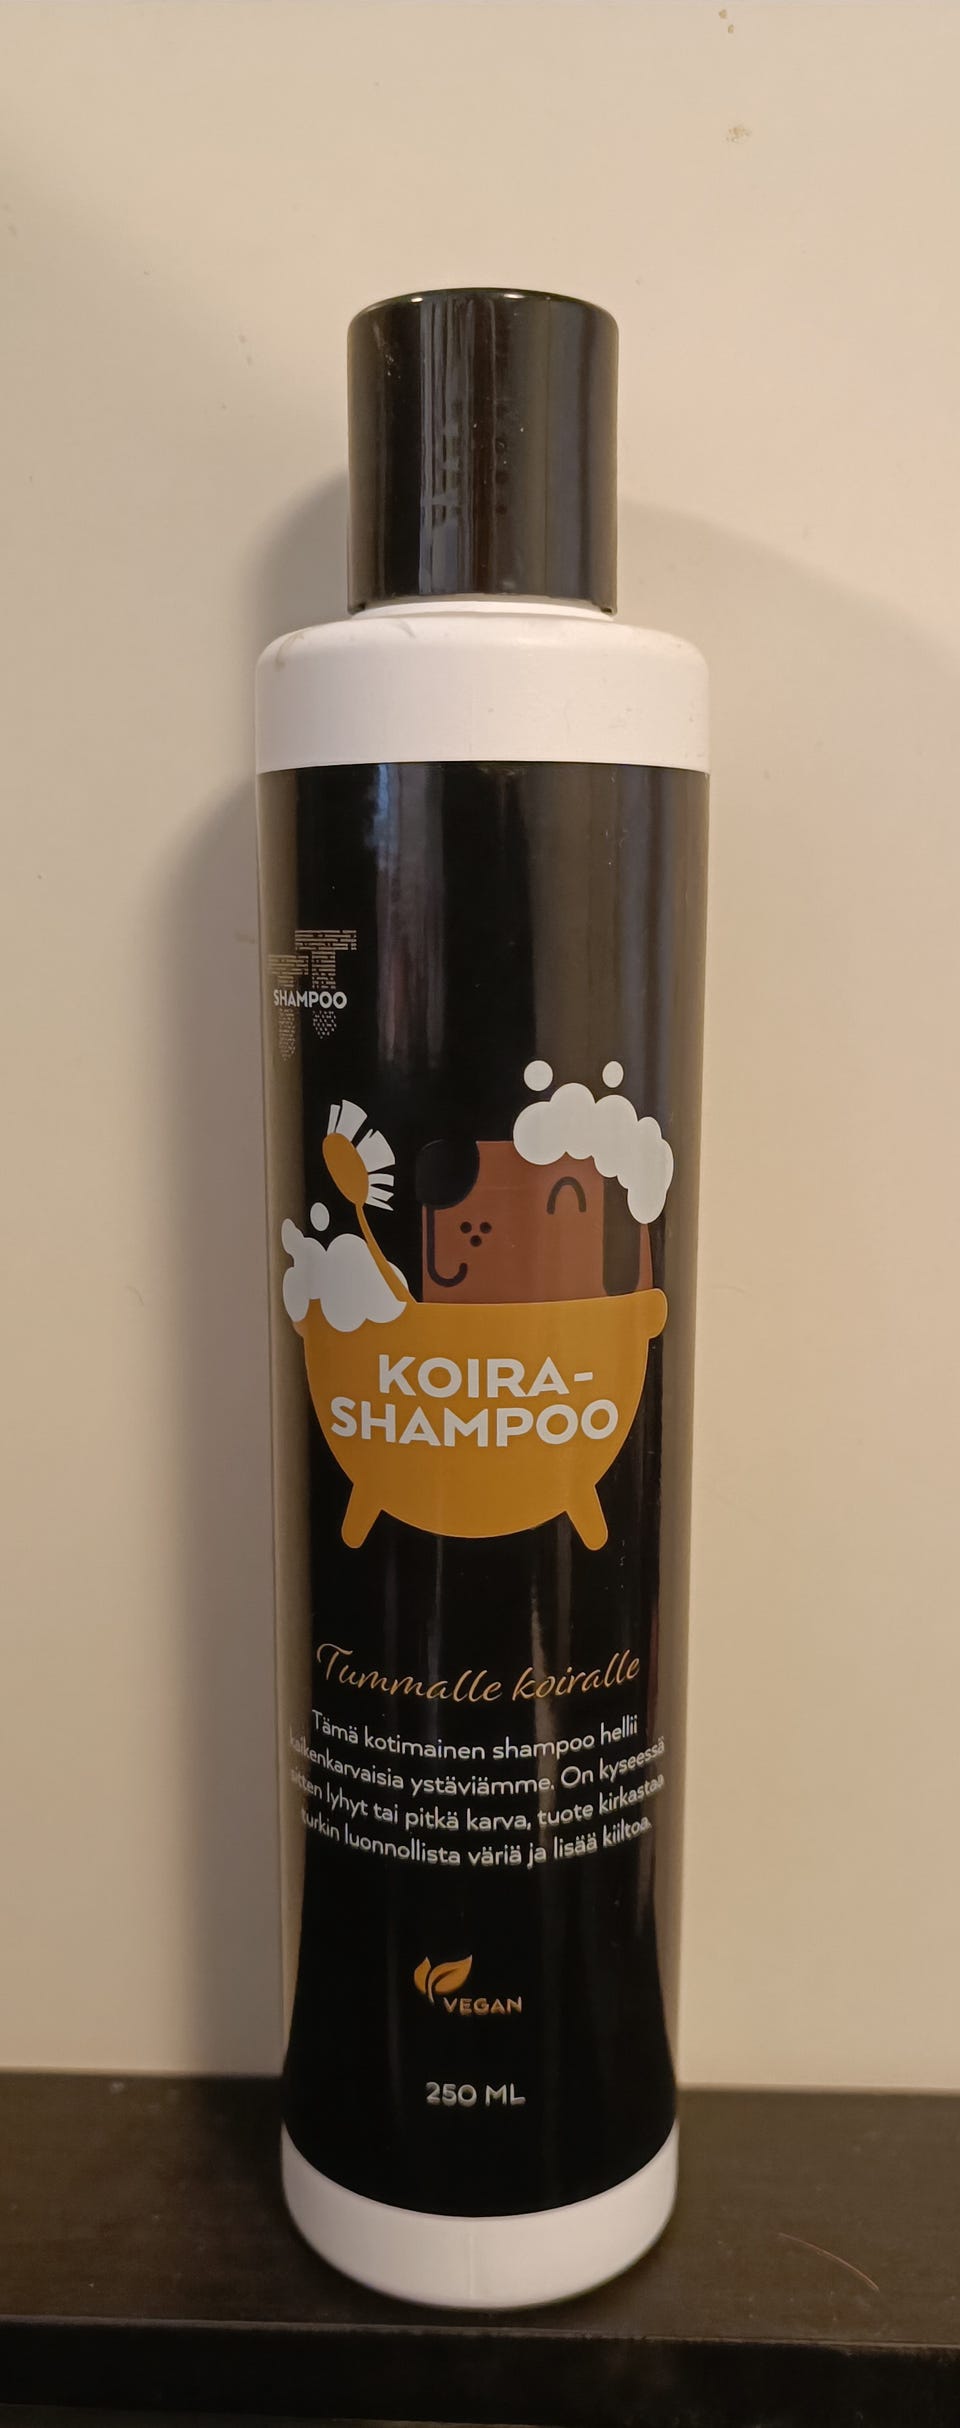 TT
SHAMPOO
KOIRA-
SHAMPOO
Tummalle koiralle
Tämä kotimainen shampoo hellii
kaikenkarvaisia ystäviämme. On kyseessä
sitten lyhyt tai pitkä karva, tuote kirkastaa
turkin luonnollista väriä ja lisää kiiltoa.
VEGAN
250 ML